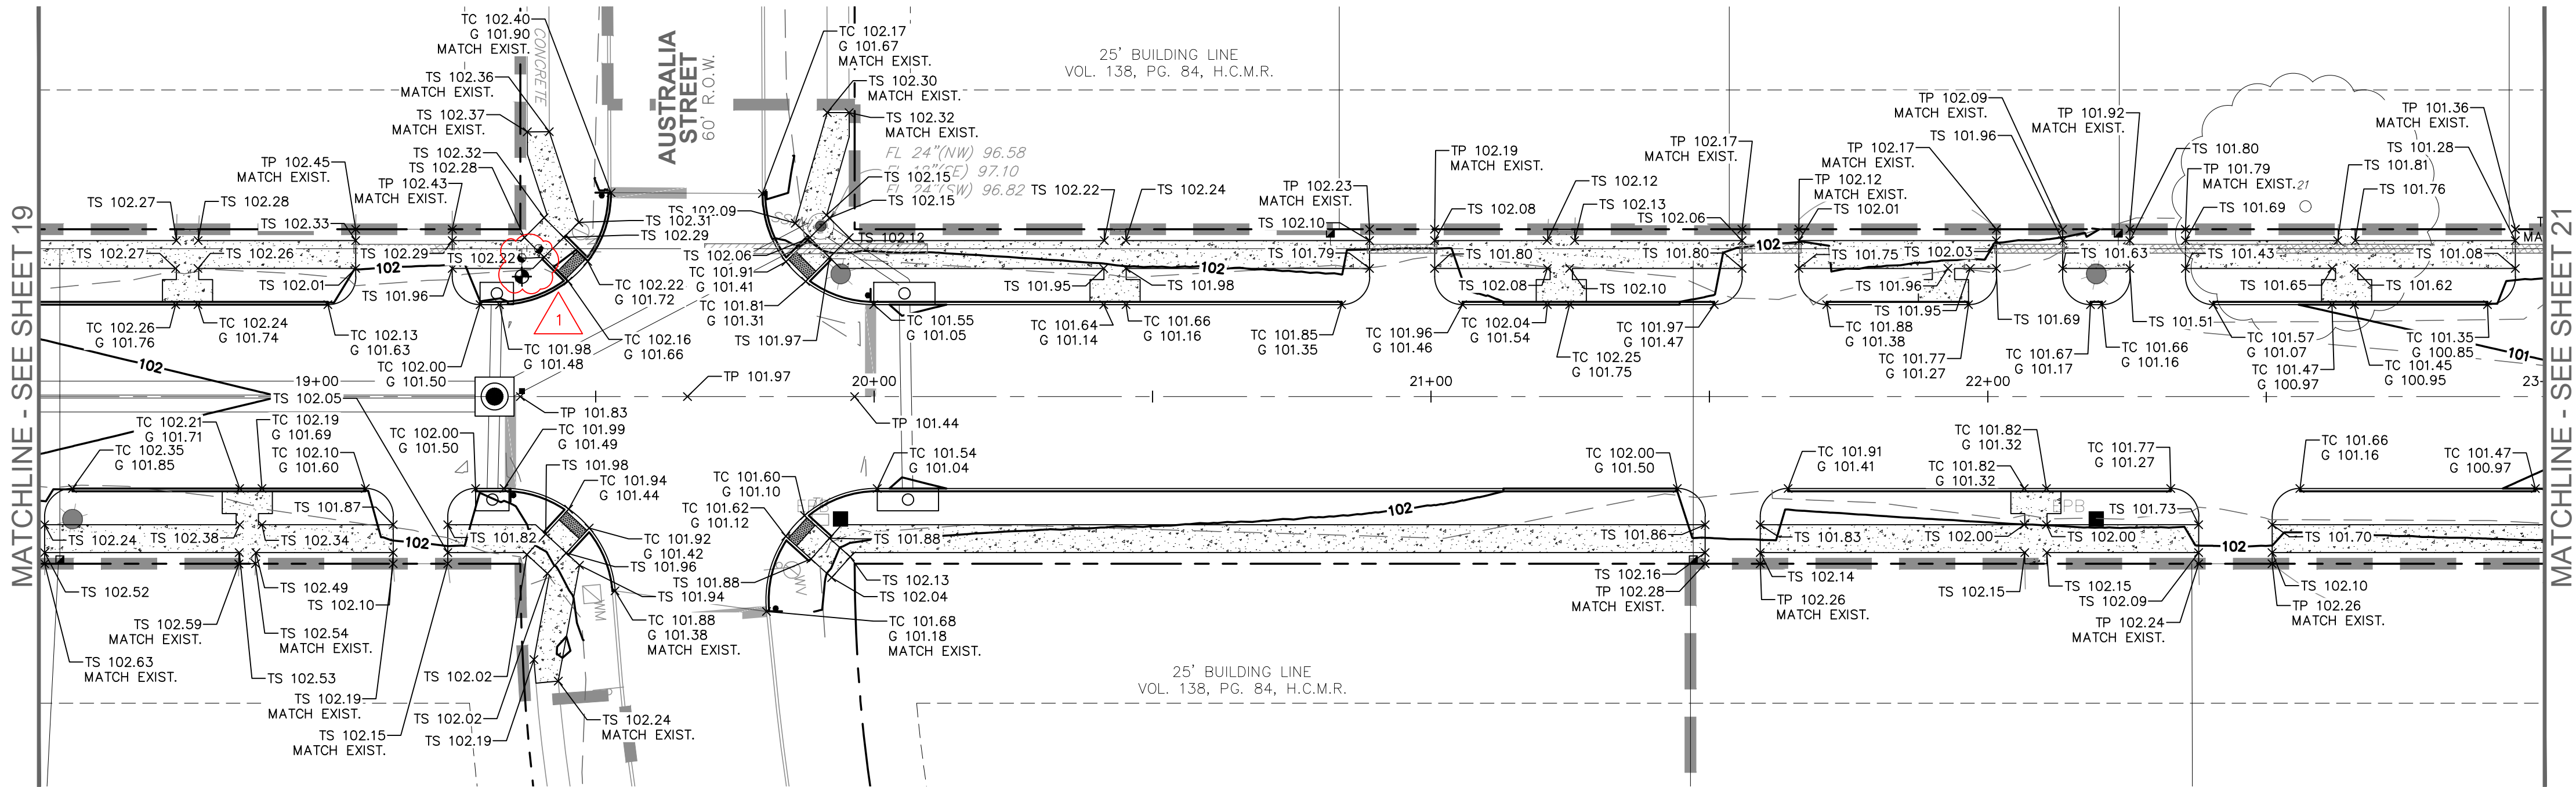 MATCHLINE - SEE SHEET 19
TC 102.40
G 101.90
MATCH EXIST.
CONCRETE
AUSTRALIA
STREET
60' R.O.W.
TS 102.36
MATCH EXIST.
TS 102.37
MATCH EXIST.
TS 102.32
TS 102.28
TP 102.45
MATCH EXIST.
TP 102.43
MATCH EXIST.
TS 102.27
TS 102.28
TS 102.33
TS 102.27
TS 102.26
TS 102.29
TS 102.22
TS 102.01
102
TS 101.96
TS 102.31
TS 102.29
TC 102.22
G 101.72
TC 102.16
G 101.66
1
TC 102.26
G 101.76
TC 102.24
G 101.74
TC 102.13
G 101.63
TC 102.00
G 101.50
TC 101.98
G 101.48
TC 102.17
G 101.67
MATCH EXIST.
TS 102.30
MATCH EXIST.
TS 102.32
MATCH EXIST.
FL 24"(NW) 96.58
97.10
FL 24"(SW) 96.82
TS 102.15
TS 102.15
TS 102.09
TS 102.12
TS 102.06
TC 101.91
G 101.41
TC 101.81
G 101.31
TS 101.97
TC 101.55
G 101.05
25' BUILDING LINE
VOL. 138, PG. 84, H.C.M.R.
TS 102.22
TS 102.24
102
TS 101.95
TS 101.98
TC 101.64
G 101.14
TC 101.66
G 101.16
TP 102.23
MATCH EXIST.
TS 102.10
TS 101.79
TC 101.85
G 101.35
TP 102.19
MATCH EXIST.
TS 102.08
TS 101.80
TC 101.96
G 101.46
TS 102.12
TS 102.13
TS 102.08
TS 102.10
TC 102.04
G 101.54
TC 102.25
G 101.75
TP 102.17
MATCH EXIST.
TS 102.06
TS 101.80
TC 101.97
G 101.47
102
TP 102.09
MATCH EXIST.
TS 101.96
TP 102.17
MATCH EXIST.
TP 102.12
MATCH EXIST.
TS 102.01
TS 101.75
TS 102.03
TS 101.96
TS 101.95
TC 101.88
G 101.38
TC 101.77
G 101.27
TS 101.69
TP 101.92
MATCH EXIST.
TS 101.80
TS 101.63
TS 101.51
TC 101.67
G 101.17
TC 101.66
G 101.16
TP 101.79
MATCH EXIST.
21
TS 101.69
TS 101.43
TP 101.36
MATCH EXIST.
TS 101.28
TS 101.81
TS 101.76
TS 101.65
TS 101.62
TS 101.08
TC 101.57
G 101.07
TC 101.47
G 100.97
TC 101.45
G 100.95
TC 101.35
G 100.85
101
102
19+00
TS 102.05
TP 101.83
TP 101.97
TP 101.44
20+00
21+00
22+00
TC 102.21
G 101.71
TC 102.35
G 101.85
TC 102.19
G 101.69
TC 102.10
G 101.60
TC 102.00
G 101.50
TC 101.99
G 101.49
TS 101.98
TC 101.94
G 101.44
TS 101.87
TS 102.24
TS 102.38
TS 102.34
102
TS 101.82
TC 101.92
G 101.42
TS 101.96
TS 101.94
TS 102.52
TS 102.49
TS 102.10
TS 102.59
MATCH EXIST.
TS 102.54
MATCH EXIST.
TS 102.63
MATCH EXIST.
TS 102.53
TS 102.19
MATCH EXIST.
TS 102.15
MATCH EXIST.
TS 102.02
TS 102.02
TS 102.19
TS 102.24
MATCH EXIST.
WM
TC 101.88
G 101.38
MATCH EXIST.
TC 101.60
G 101.10
TC 101.62
G 101.12
TC 101.54
G 101.04
TS 101.88
TS 101.88
TS 102.13
TS 102.04
TC 101.68
G 101.18
MATCH EXIST.
25' BUILDING LINE
VOL. 138, PG. 84, H.C.M.R.
102
TC 102.00
G 101.50
TS 101.86
TS 102.16
TP 102.28
MATCH EXIST.
TC 101.91
G 101.41
TS 101.83
TS 102.14
TP 102.26
MATCH EXIST.
TC 101.82
G 101.32
TC 101.82
G 101.32
TC 101.77
G 101.27
TS 101.73
TS 102.00
TS 102.00
TS 102.15
TS 102.15
TS 102.09
TP 102.24
MATCH EXIST.
102
TC 101.66
G 101.16
TC 101.47
G 100.97
TS 101.70
TS 102.10
TP 102.26
MATCH EXIST.
MATCHLINE - SEE SHEET 21